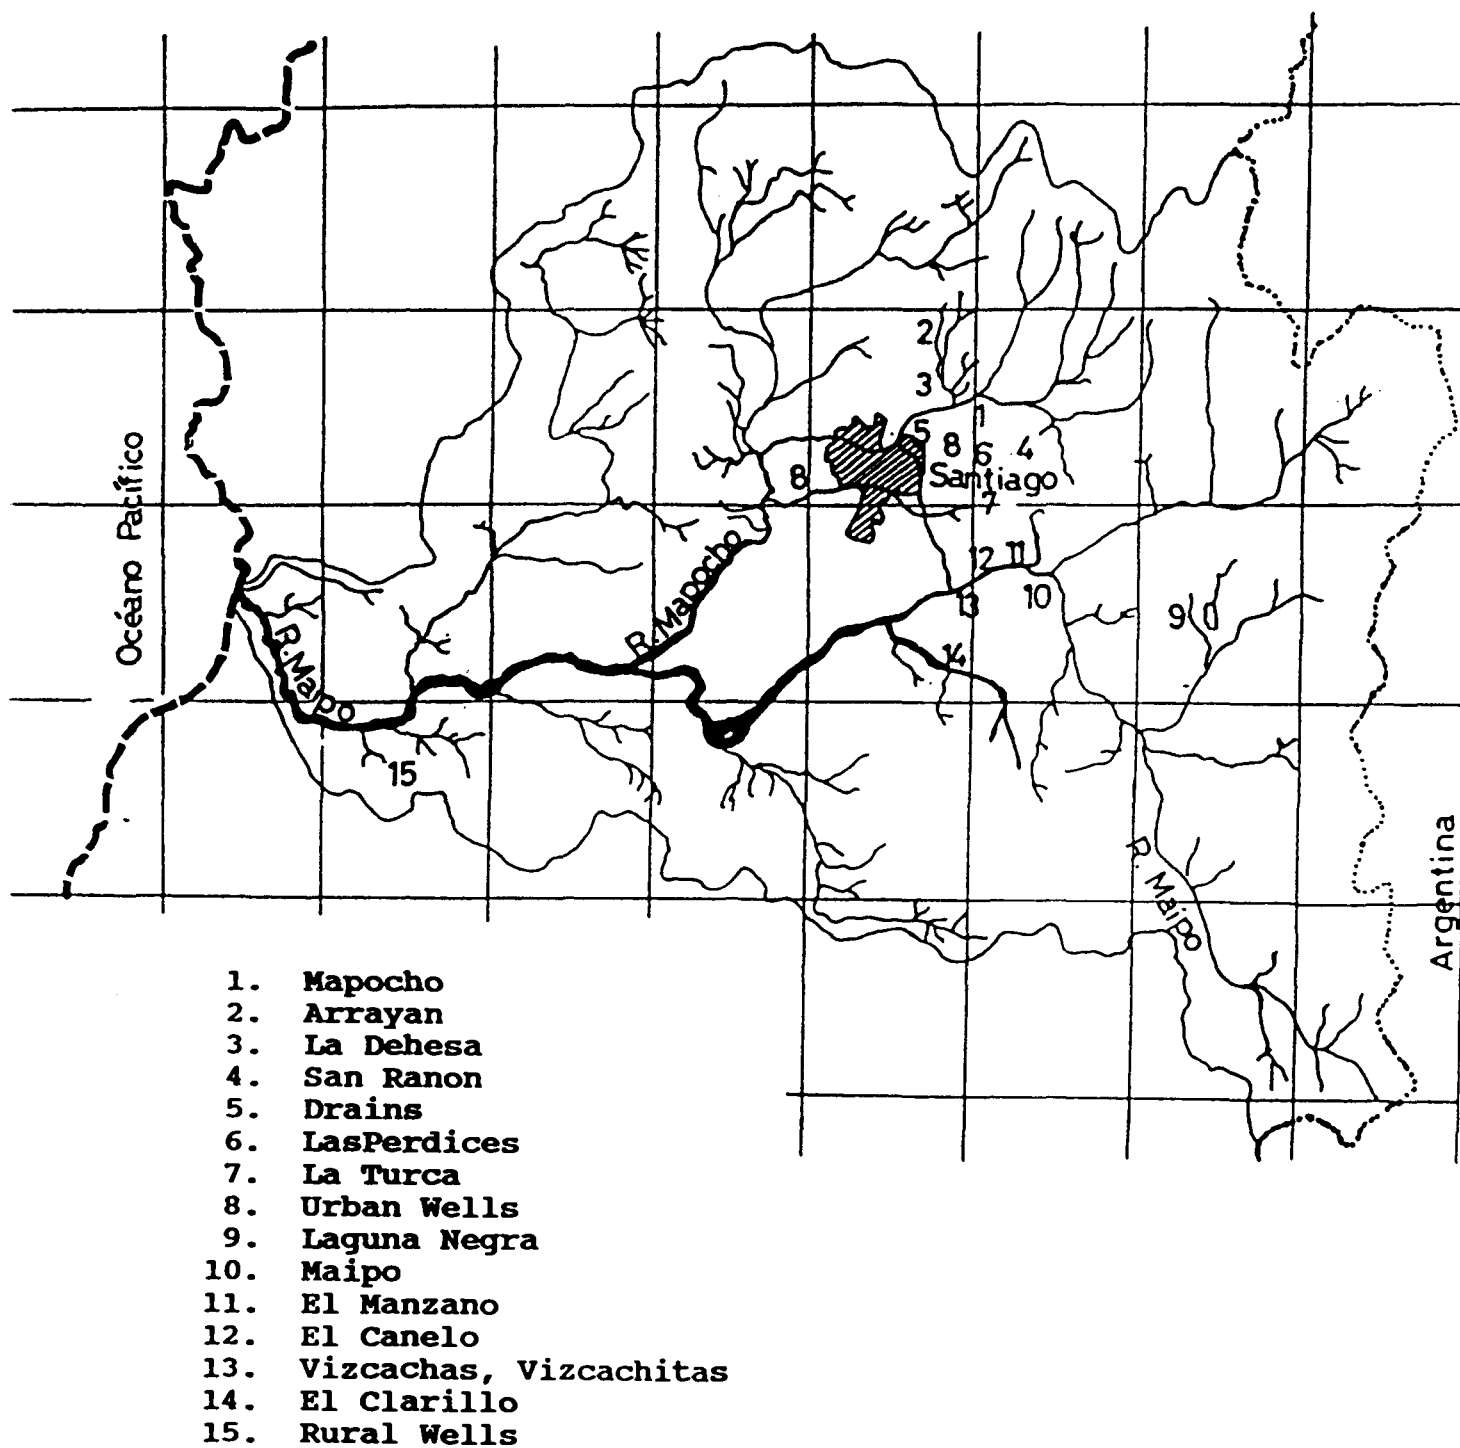 2
3
1
5
8
6
4
Santiago
8
7
Océano Pacífico
R. Mapocho
12
11
13
10
9
R. Maipo
14
15
R. Maipo
Argentina
1. Mapocho
2. Arrayan
3. La Dehesa
4. San Ranon
5. Drains
6. LasPerdices
7. La Turca
8. Urban Wells
9. Laguna Negra
10. Maipo
11. El Manzano
12. El Canelo
13. Vizcachas, Vizcachitas
14. El Clarillo
15. Rural Wells